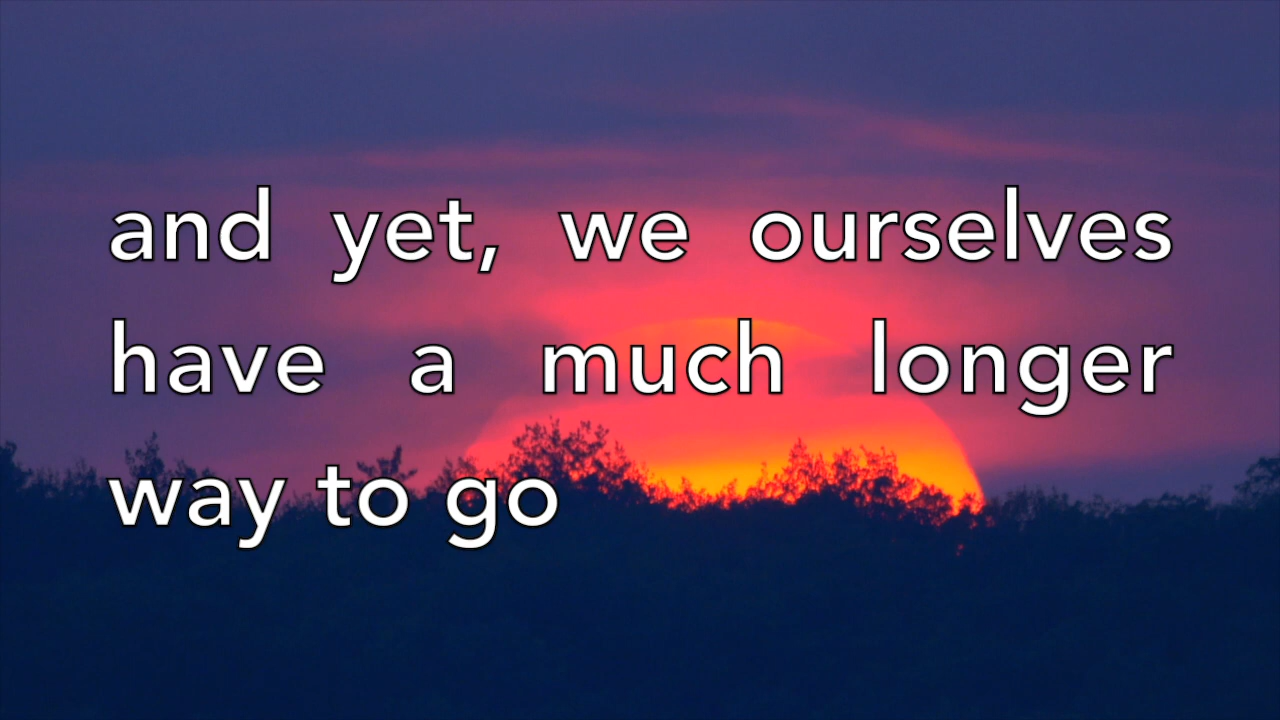 and yet, we ourselves
have a much longer
way to go